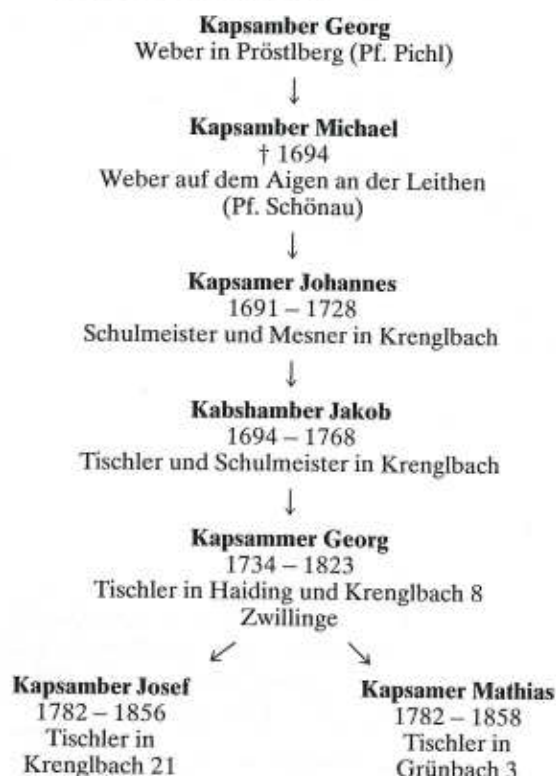 Kapsamber Georg
Weber in Pröstlberg (Pf. Pichl)
↓
Kapsamber Michael
† 1694
Weber auf dem Aigen an der Leithen
(Pf. Schönau)
↓
Kapsamer Johannes
1691 – 1728
Schulmeister und Mesner in Krenglbach
↓
Kabshamber Jakob
1694 – 1768
Tischler und Schulmeister in Krenglbach
↓
Kapsammer Georg
1734 – 1823
Tischler in Haiding und Krenglbach 8
Zwillinge
↙ ↘
Kapsamber Josef
1782 – 1856
Tischler in
Krenglbach 21
Kapsamer Mathias
1782 – 1858
Tischler in
Grünbach 3